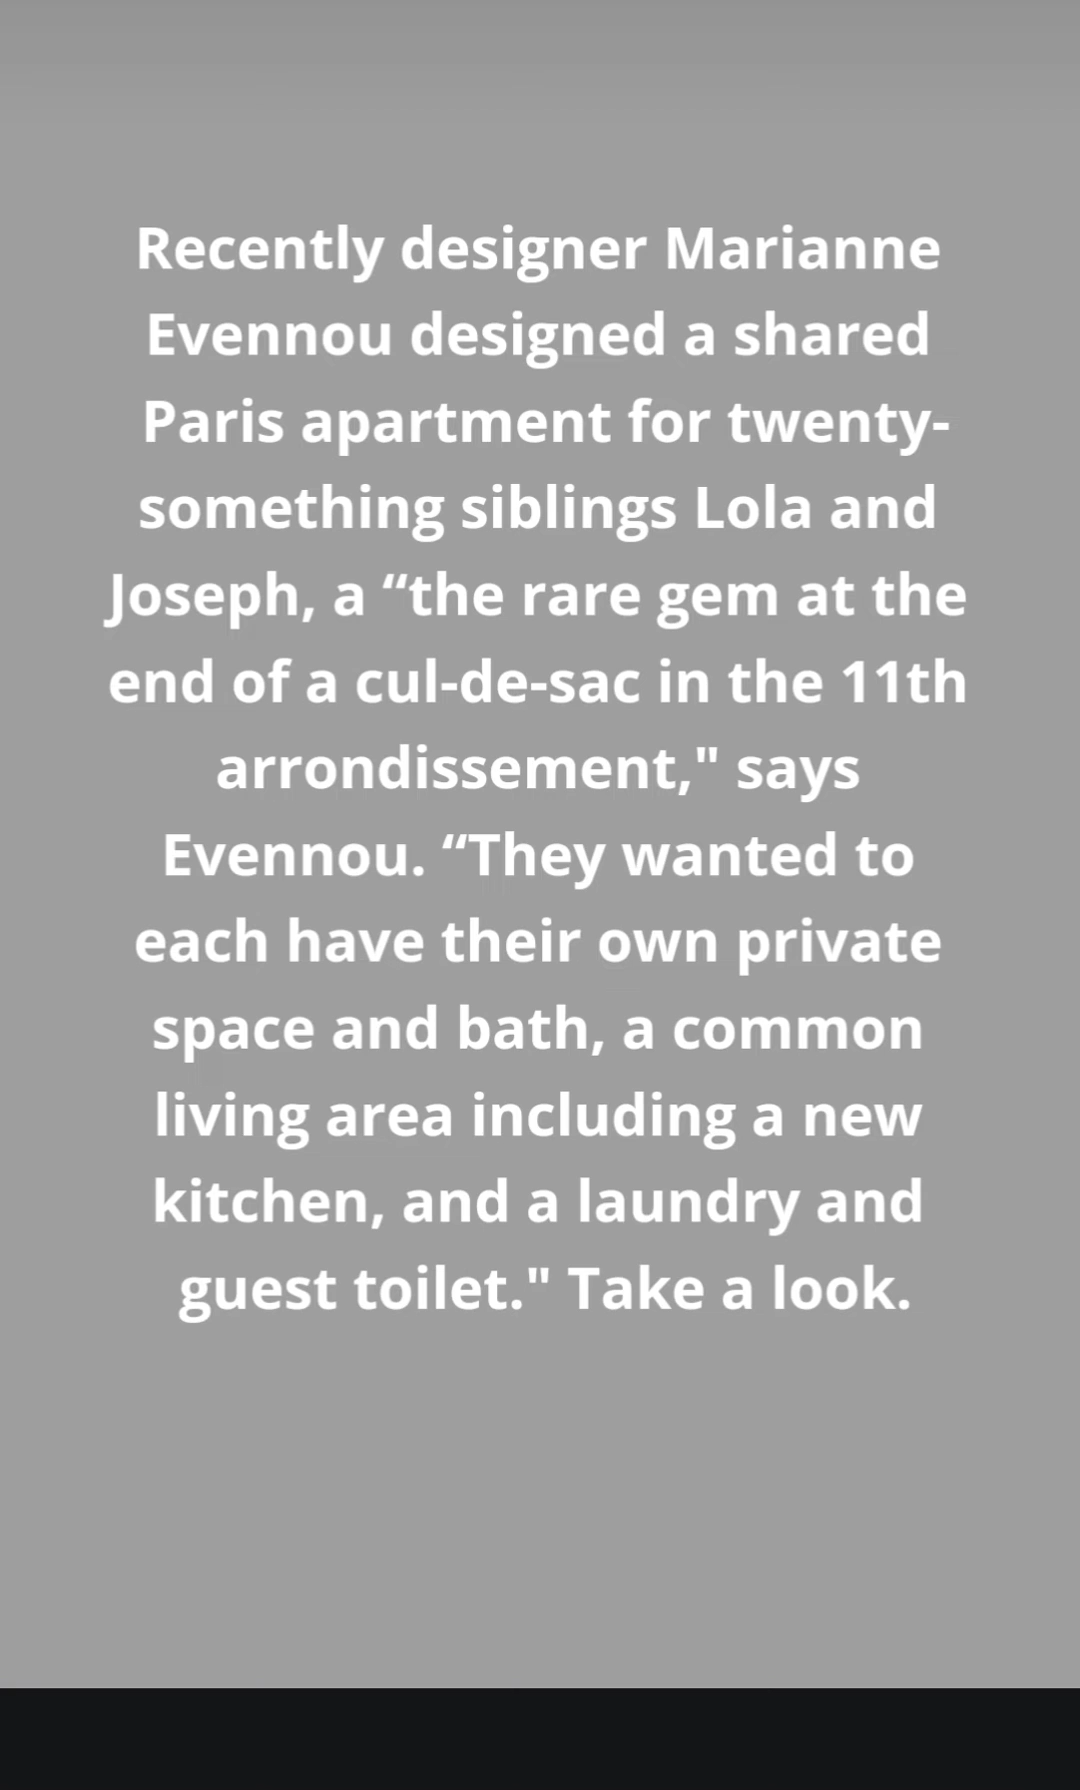 Recently designer Marianne
Evennou designed a shared
Paris apartment for twenty-
something siblings Lola and
Joseph, a “the rare gem at the
end of a cul-de-sac in the 11th
arrondissement," says
Evennou. “They wanted to
each have their own private
space and bath, a common
living area including a new
kitchen, and a laundry and
guest toilet." Take a look.